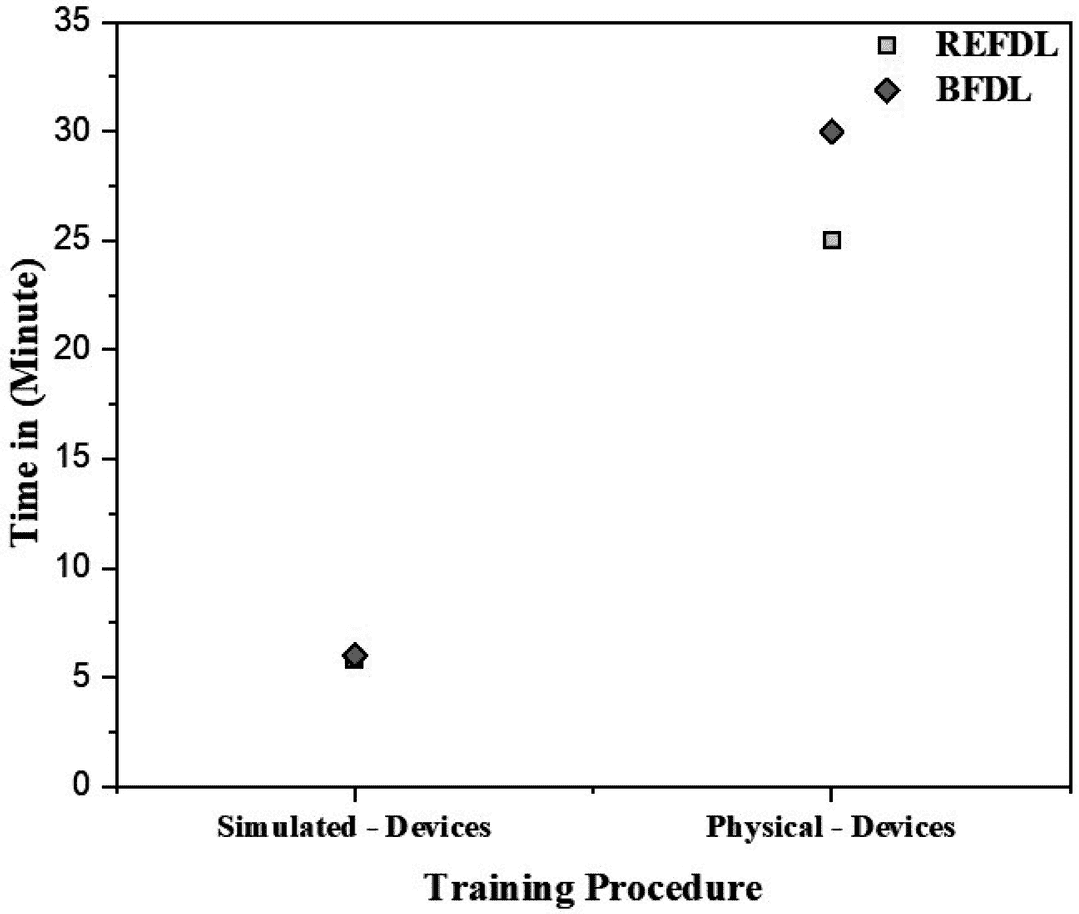 35
30
25
20
15
10
5
0
Time in (Minute)
REFDL
BFDL
Simulated - Devices
Physical - Devices
Training Procedure